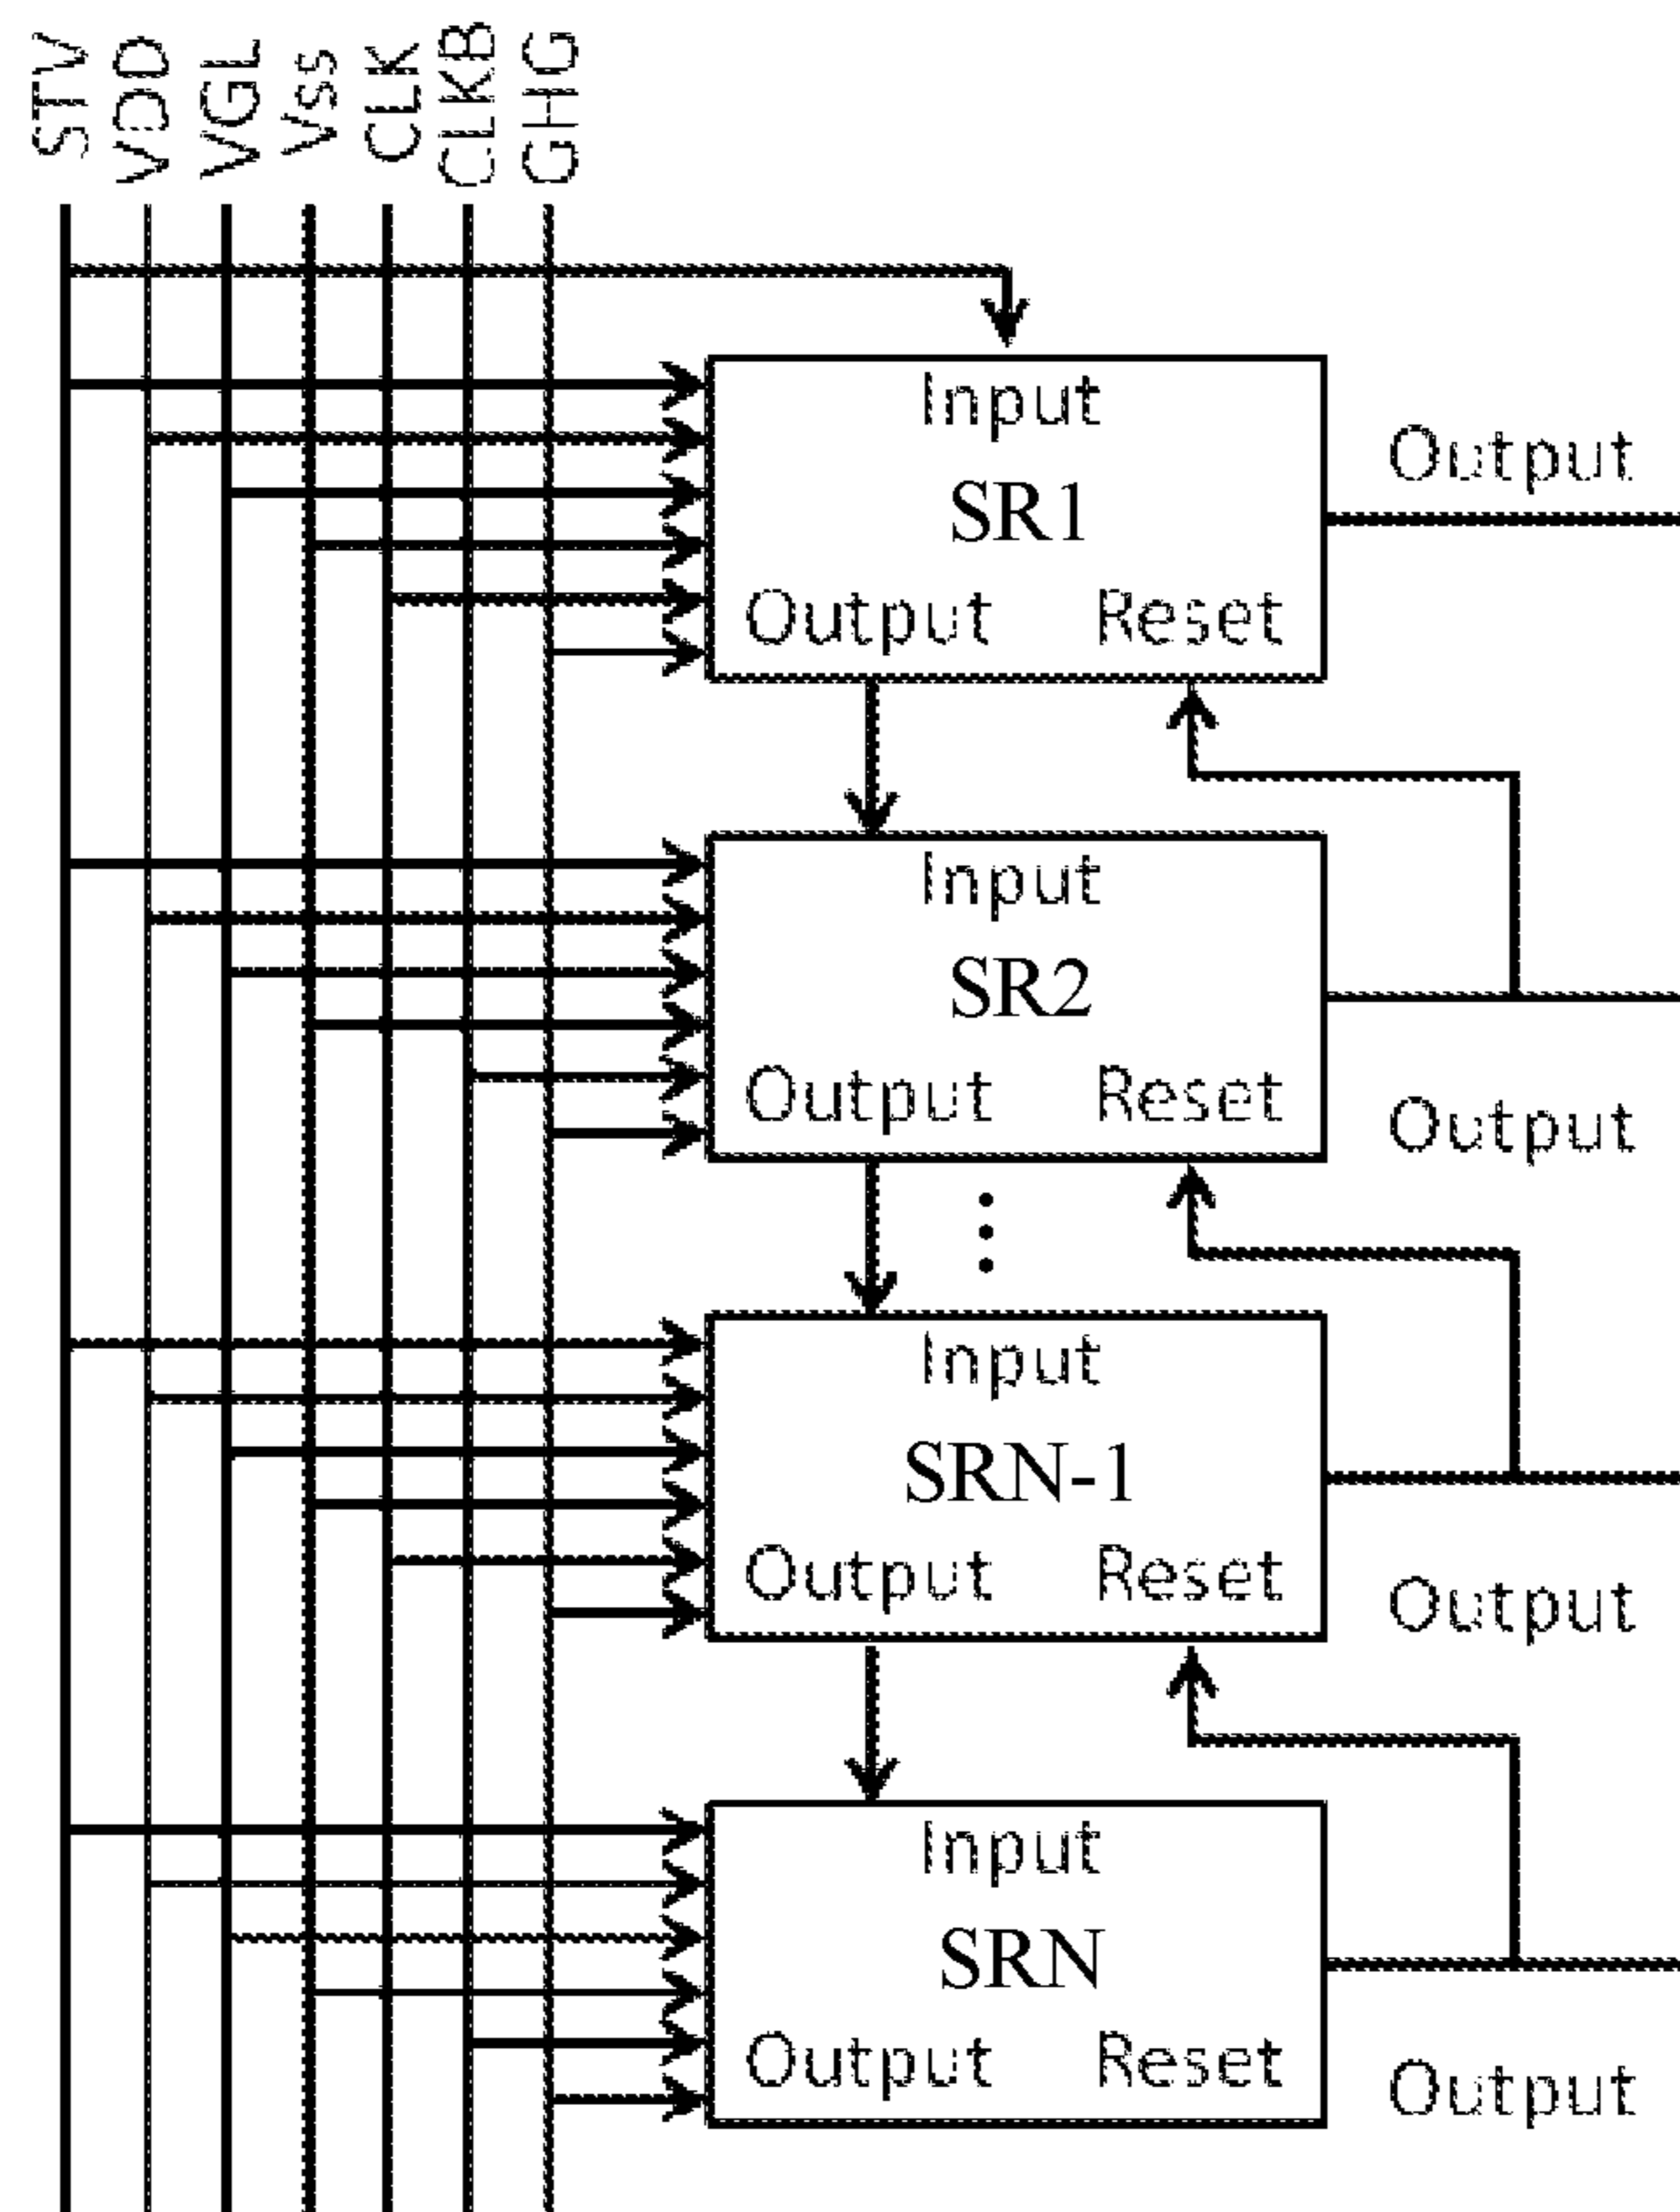 STV
VDD
VGL
Vss
CLK
CLKB
GHG
Input
SR1
Output
Output Reset
Input
SR2
Output Reset
Output
Input
SRN-1
Output Reset
Output
Input
SRN
Output Reset
Output